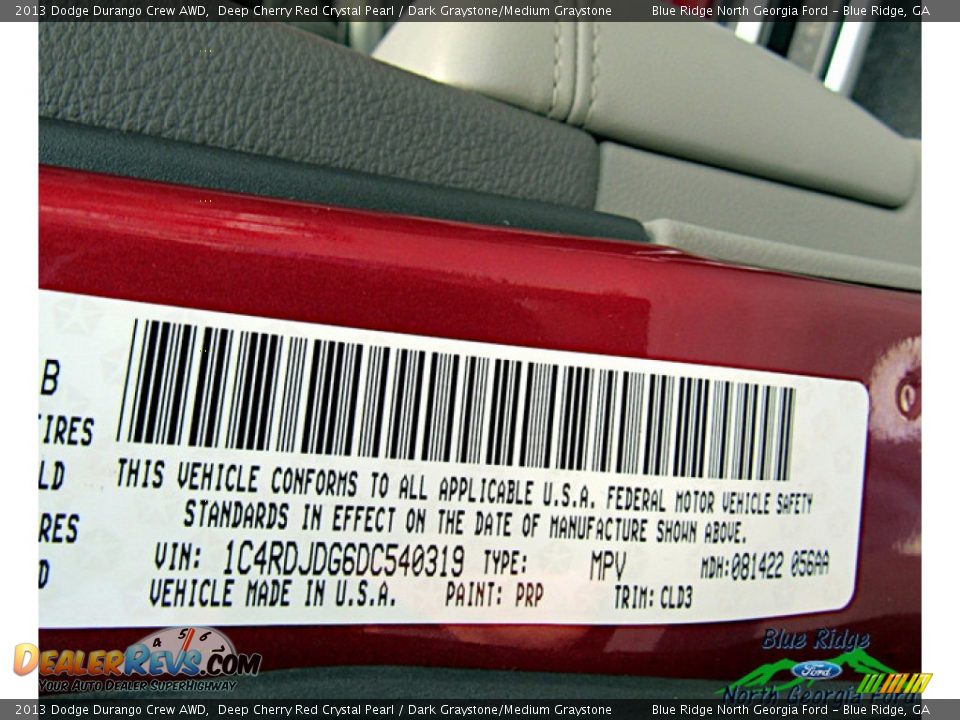 2013 Dodge Durango Crew AWD, Deep Cherry Red Crystal Pearl / Dark Graystone/Medium Graystone Blue Ridge North Georgia Ford - Blue Ridge, GA
B
IRES
LD
RES
D
THIS VEHICLE CONFORMS TO ALL APPLICABLE U.S.A. FEDERAL MOTOR VEHICLE SAFETY
STANDARDS IN EFFECT ON THE DATE OF MANUFACTURE SHOWN ABOVE.
VIN: 1C4RDJDG6DC540319 TYPE: MPV MDH:081422 056AA
VEHICLE MADE IN U.S.A. PAINT: PRP TRIM: CLD3
4 5 6
DEALERREVS.COM
YOUR AUTO DEALER SUPERHIGHWAY
Blue Ridge
Ford
North Georgia Ford
2013 Dodge Durango Crew AWD, Deep Cherry Red Crystal Pearl / Dark Graystone/Medium Graystone Blue Ridge North Georgia Ford - Blue Ridge, GA